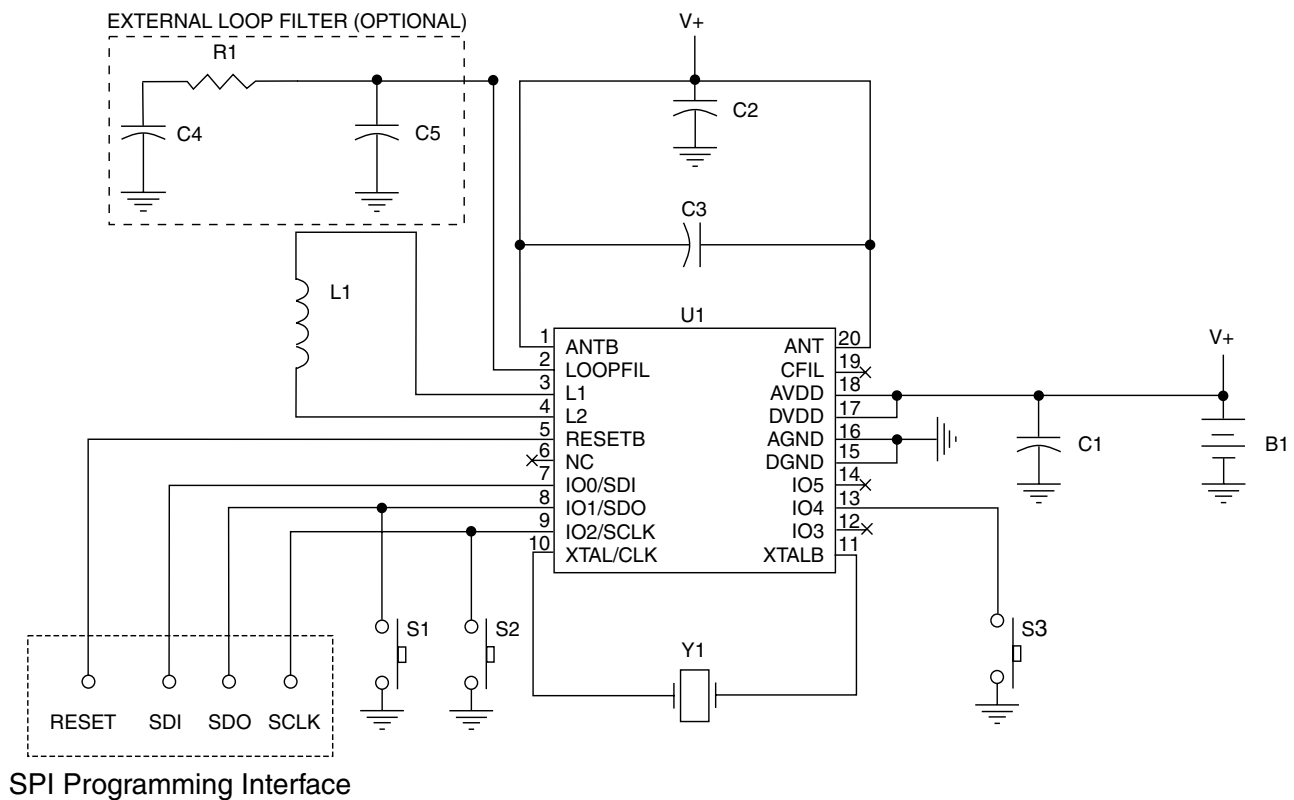 EXTERNAL LOOP FILTER (OPTIONAL)
V+
R1
C2
C4
C5
C3
L1
U1
V+
1
ANTB
ANT
20
2
LOOPFIL
CFIL
19
3
L1
AVDD
18
4
L2
DVDD
17
5
RESETB
AGND
16
6
NC
DGND
15
7
IO0/SDI
IO5
14
8
IO1/SDO
IO4
13
9
IO2/SCLK
IO3
12
10
XTAL/CLK
XTALB
11
C1
B1
S1
S2
Y1
S3
RESET
SDI
SDO
SCLK
SPI Programming Interface